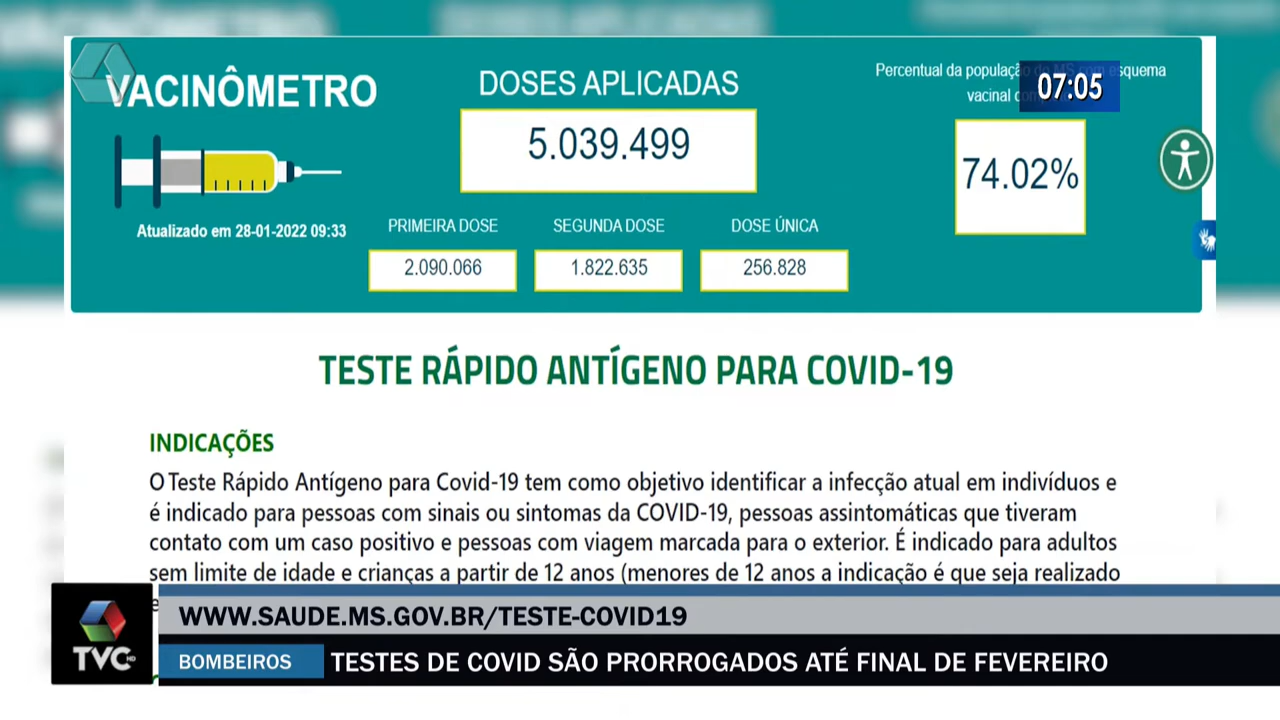 VACINÔMETRO
Atualizado em 28-01-2022 09:33
DOSES APLICADAS
5.039.499
PRIMEIRA DOSE
2.090.066
SEGUNDA DOSE
1.822.635
DOSE ÚNICA
256.828
Percentual da população do MS com esquema
vacinal
74.02%
07:05
TESTE RÁPIDO ANTÍGENO PARA COVID-19
INDICAÇÕES
O Teste Rápido Antígeno para Covid-19 tem como objetivo identificar a infecção atual em indivíduos e
é indicado para pessoas com sinais ou sintomas da COVID-19, pessoas assintomáticas que tiveram
contato com um caso positivo e pessoas com viagem marcada para o exterior. É indicado para adultos
sem limite de idade e crianças a partir de 12 anos (menores de 12 anos a indicação é que seja realizado
WWW.SAUDE.MS.GOV.BR/TESTE-COVID19
TVC HD
BOMBEIROS
TESTES DE COVID SÃO PRORROGADOS ATÉ FINAL DE FEVEREIRO